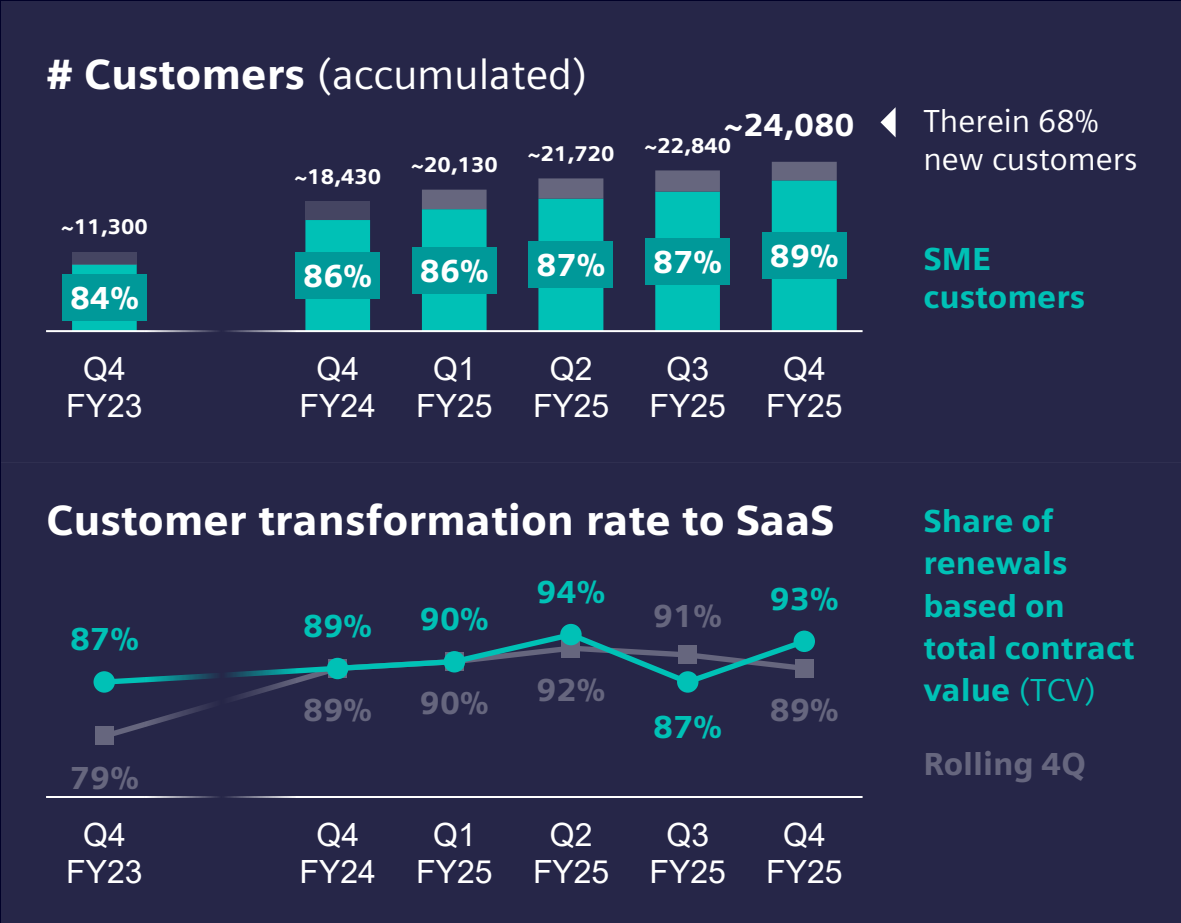 # Customers (accumulated)
~11,300
~18,430
~20,130
~21,720
~22,840
~24,080
Therein 68%
new customers
84%
86%
86%
87%
87%
89%
SME
customers
Q4
FY23
Q4
FY24
Q1
FY25
Q2
FY25
Q3
FY25
Q4
FY25
Customer transformation rate to SaaS
87%
89%
90%
94%
87%
93%
79%
89%
90%
92%
91%
89%
Share of
renewals
based on
total contract
value (TCV)
Rolling 4Q
Q4
FY23
Q4
FY24
Q1
FY25
Q2
FY25
Q3
FY25
Q4
FY25